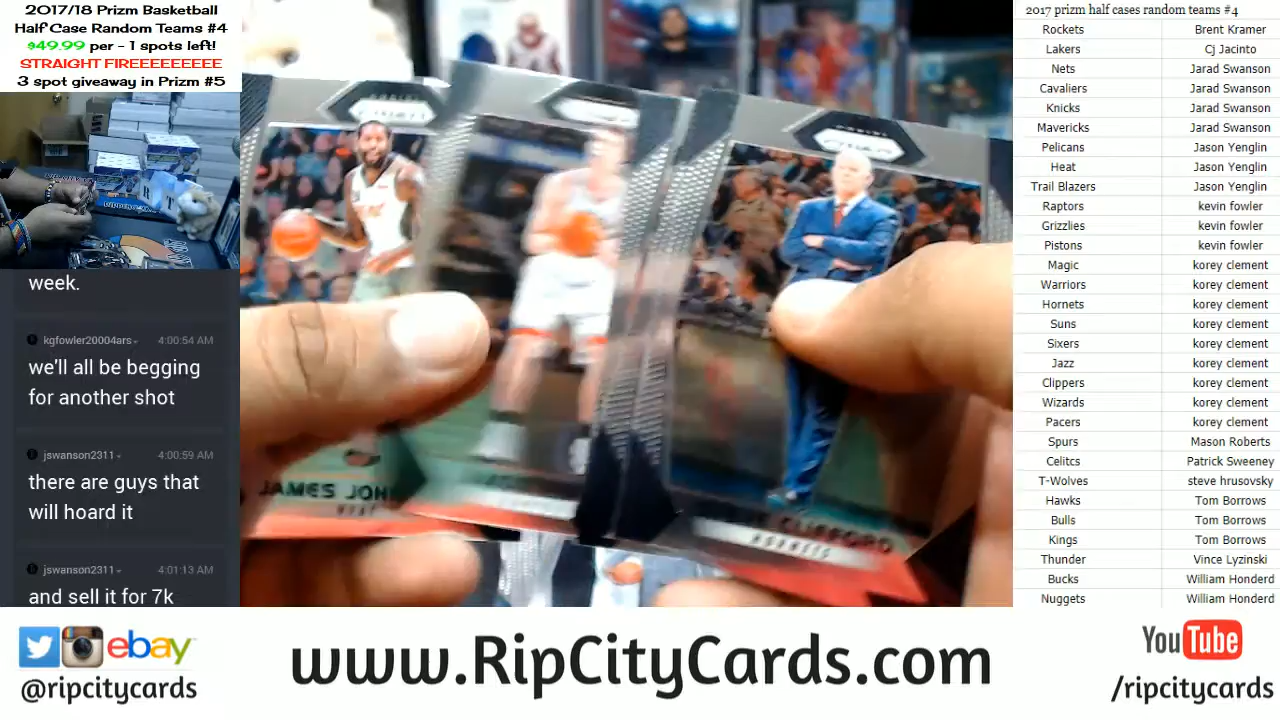 2017/18 Prizm Basketball
Half Case Random Teams #4
$49.99 per - 1 spots left!
STRAIGHT FIREEEEEEEEE
3 spot giveaway in Prizm #5
week.
kgfowler20004ars 4:00:54 AM
we'll all be begging
for another shot
jswanson2311 4:00:59 AM
there are guys that
will hoard it
jswanson2311 4:01:13 AM
and sell it for 7k
JAMES JOH
HEAT
CLIFFORD
HORNETS
2017 prizm half cases random teams #4
Rockets Brent Kramer
Lakers Cj Jacinto
Nets Jarad Swanson
Cavaliers Jarad Swanson
Knicks Jarad Swanson
Mavericks Jarad Swanson
Pelicans Jason Yenglin
Heat Jason Yenglin
Trail Blazers Jason Yenglin
Raptors kevin fowler
Grizzlies kevin fowler
Pistons kevin fowler
Magic korey clement
Warriors korey clement
Hornets korey clement
Suns korey clement
Sixers korey clement
Jazz korey clement
Clippers korey clement
Wizards korey clement
Pacers korey clement
Spurs Mason Roberts
Celitcs Patrick Sweeney
T-Wolves steve hrusovsky
Hawks Tom Borrows
Bulls Tom Borrows
Kings Tom Borrows
Thunder Vince Lyzinski
Bucks William Honderd
Nuggets William Honderd
ebay
@ripcitycards
www.RipCityCards.com
YouTube
/ripcitycards